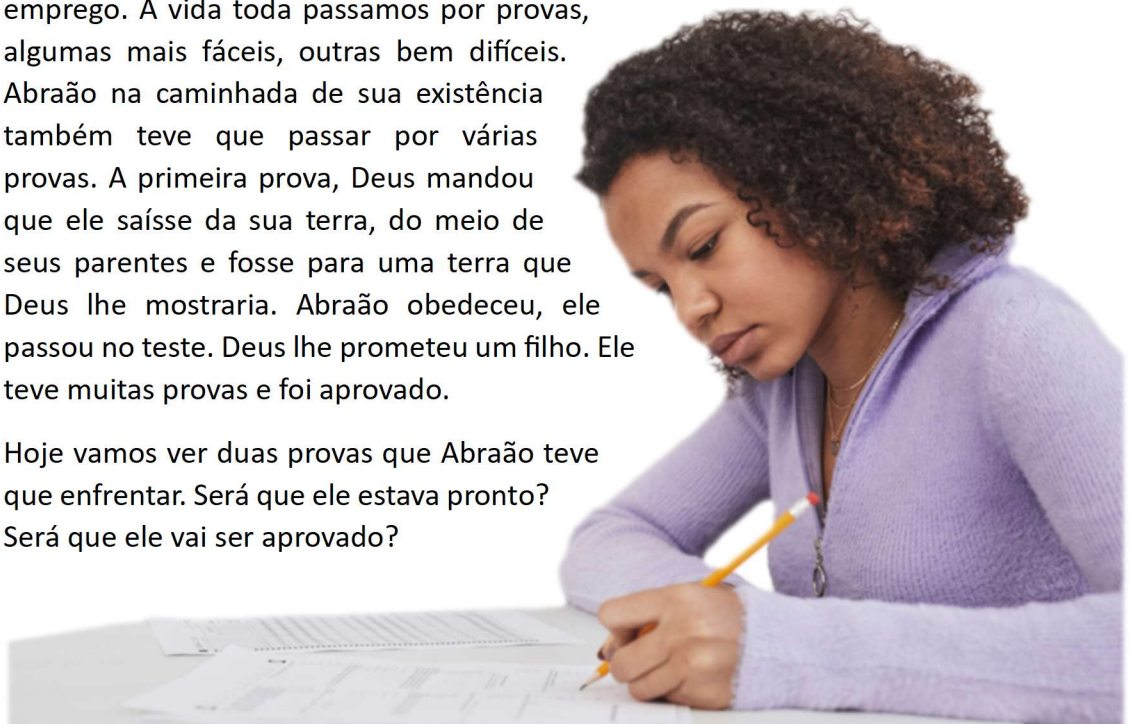 emprego. A vida toda passamos por provas,
algumas mais fáceis, outras bem difíceis.
Abraão na caminhada de sua existência
também teve que passar por várias
provas. A primeira prova, Deus mandou
que ele saísse da sua terra, do meio de
seus parentes e fosse para uma terra que
Deus lhe mostraria. Abraão obedeceu, ele
passou no teste. Deus lhe prometeu um filho. Ele
teve muitas provas e foi aprovado.
Hoje vamos ver duas provas que Abraão teve
que enfrentar. Será que ele estava pronto?
Será que ele vai ser aprovado?